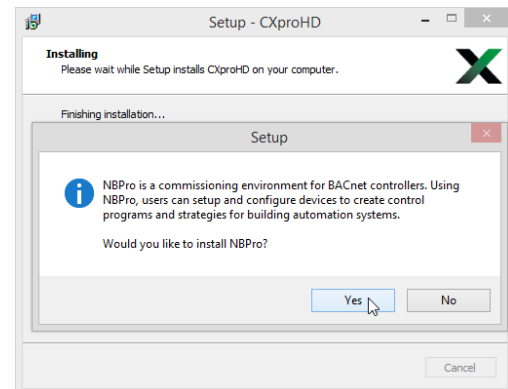 Setup - CXproHD
Installing
Please wait while Setup installs CXproHD on your computer.
Finishing installation...
Setup
NBPro is a commissioning environment for BACnet controllers. Using
NBPro, users can setup and configure devices to create control
programs and strategies for building automation systems.
Would you like to install NBPro?
Yes
No
Cancel